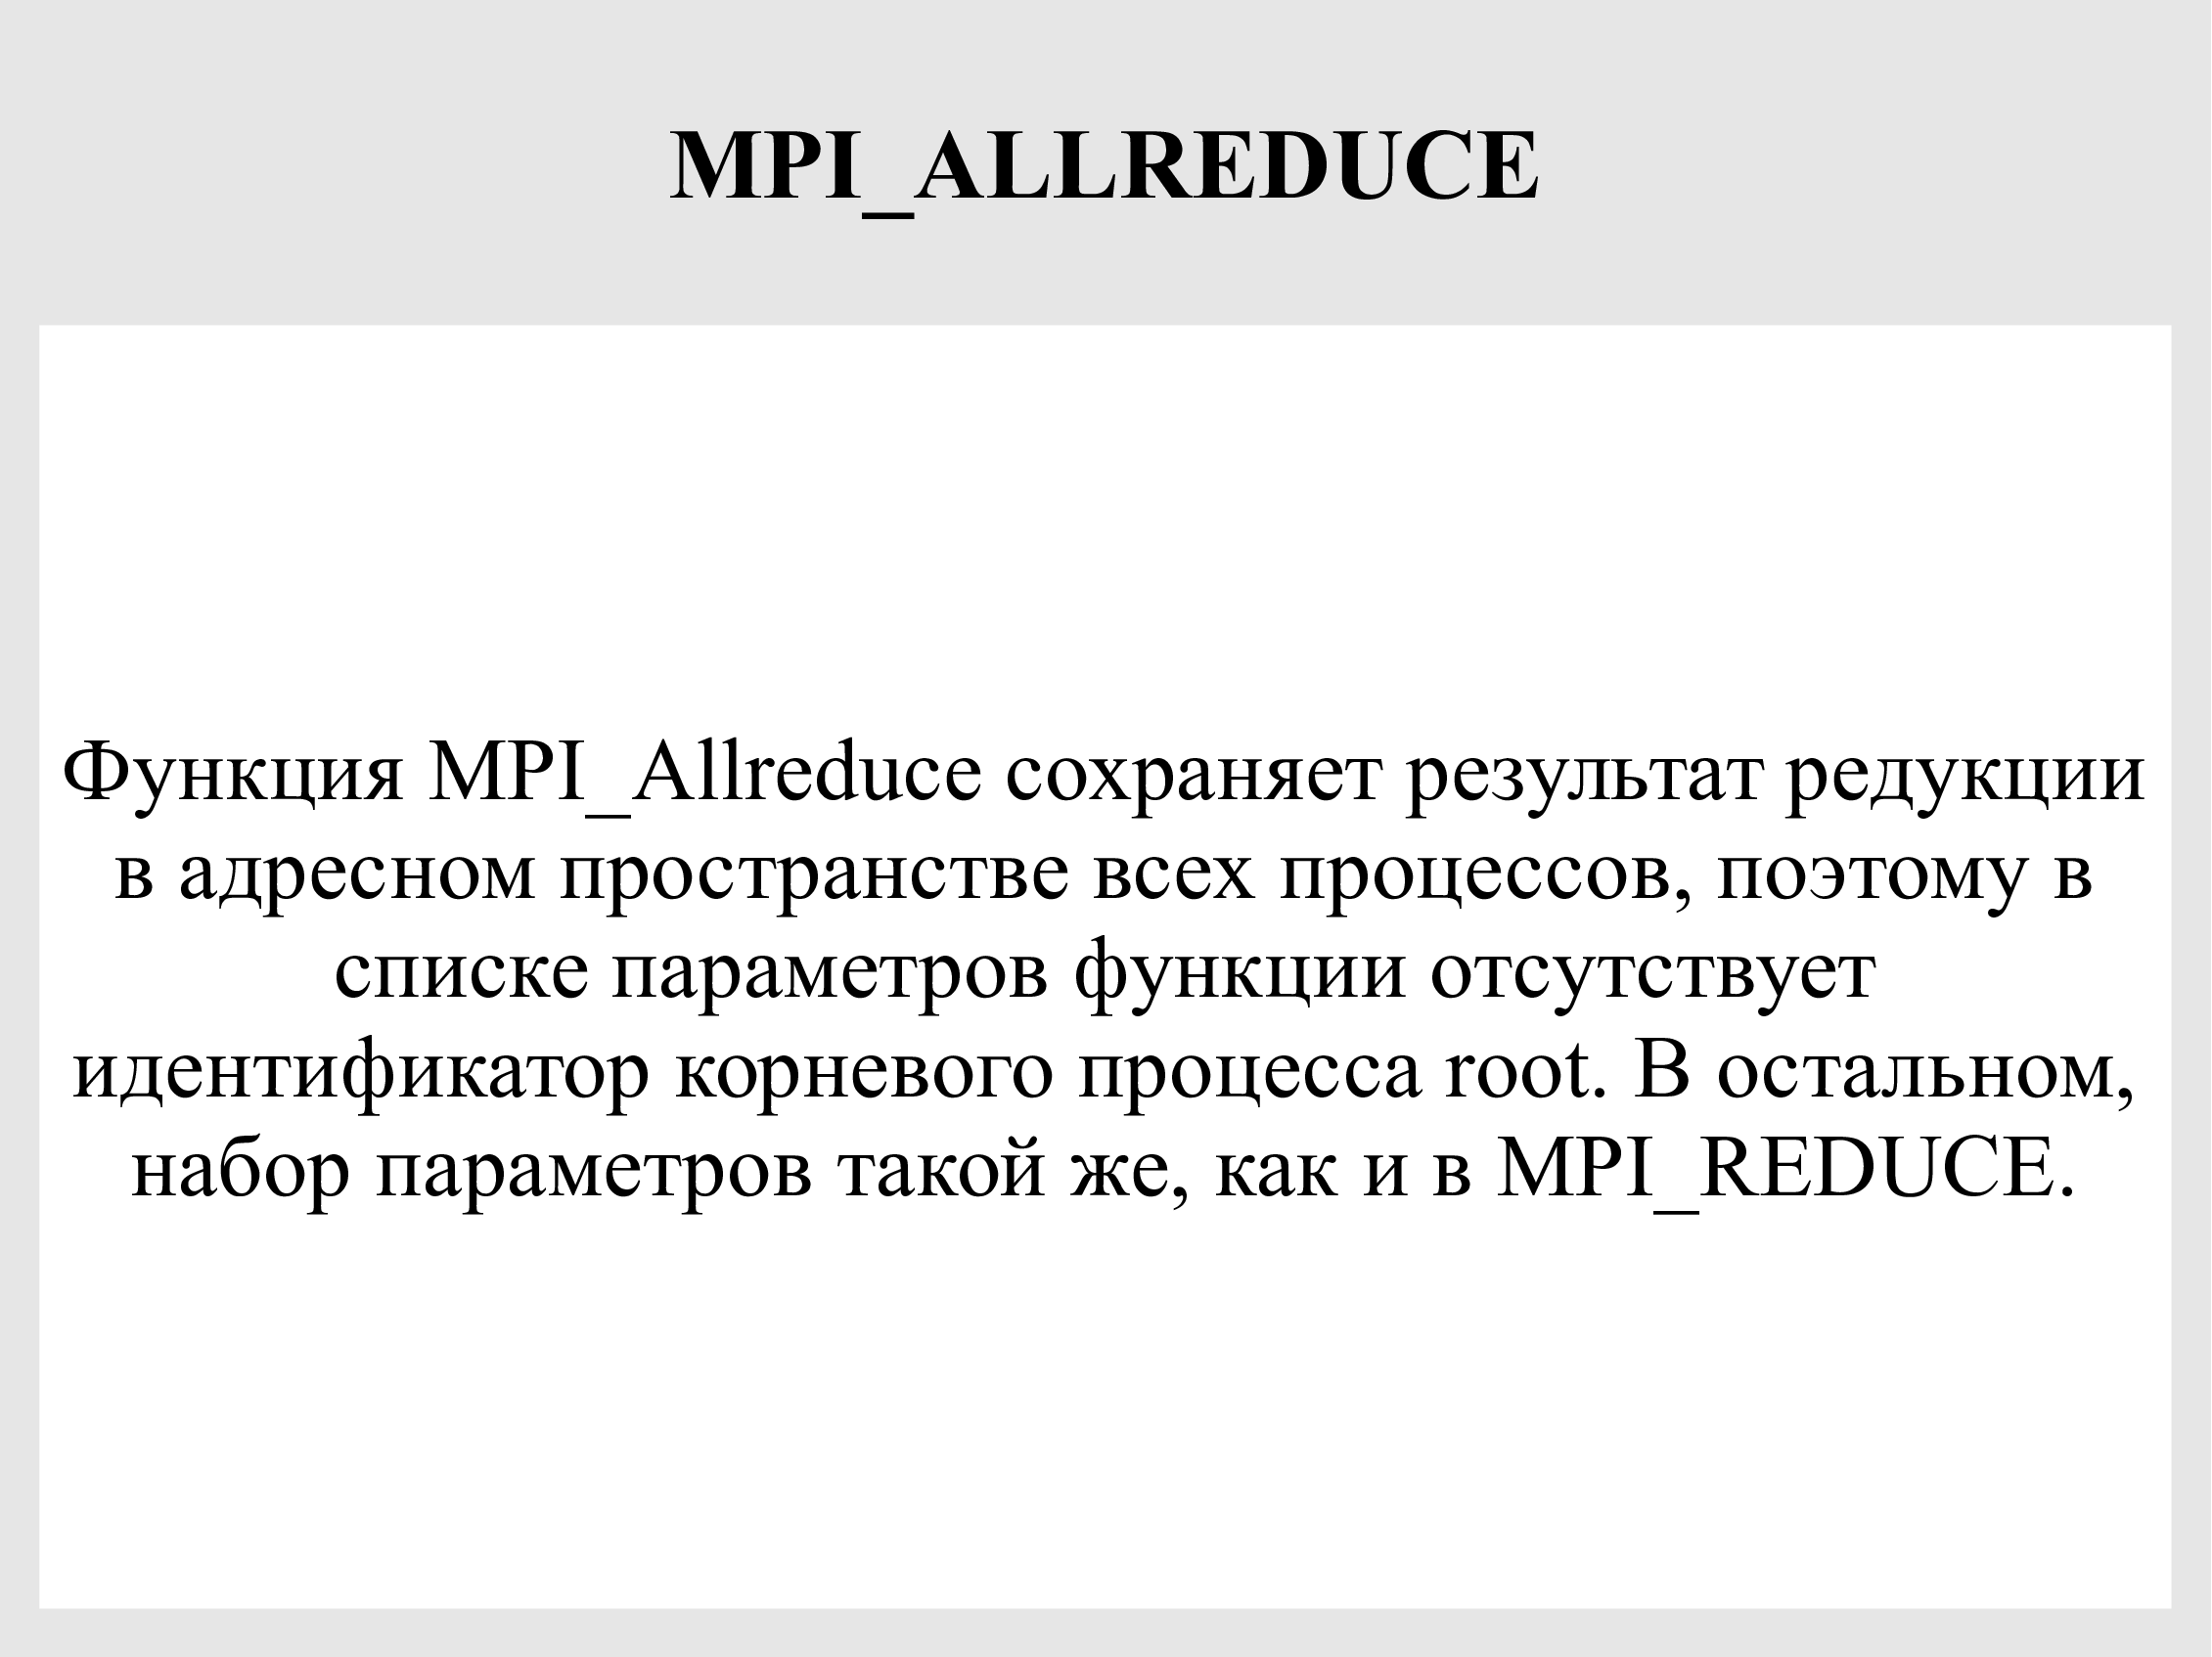 MPI_ALLREDUCE
Функция MPI_Allreduce сохраняет результат редукции
в адресном пространстве всех процессов, поэтому в
списке параметров функции отсутствует
идентификатор корневого процесса root. В остальном,
набор параметров такой же, как и в MPI_REDUCE.